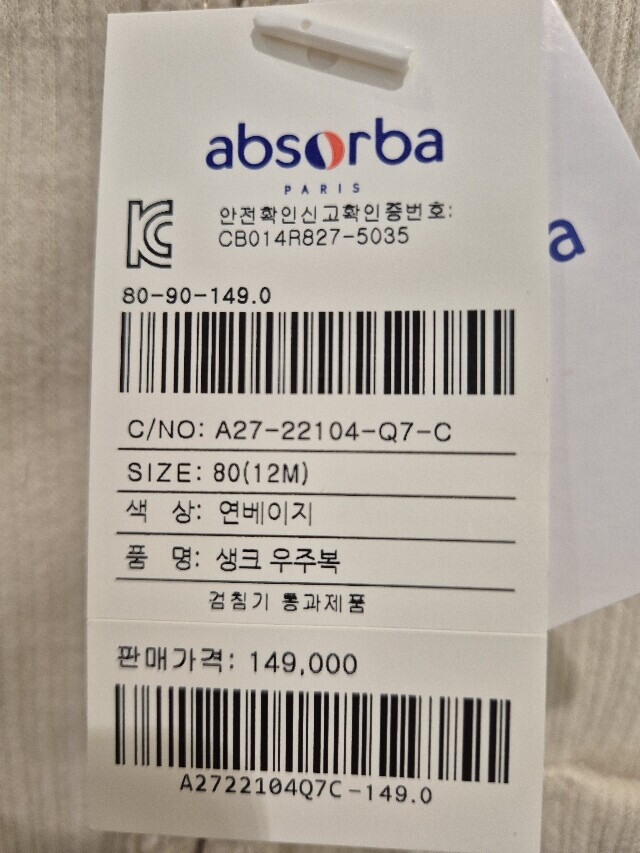 absorba
PARIS
안전확인신고확인증번호:
CB014R827-5035
a
80-90-149.0
C/NO: A27-22104-Q7-C
SIZE: 80(12M)
색 상: 연베이지
품 명: 생크 우주복
검침기 통과제품
판매가격: 149,000
A2722104Q7C-149.0